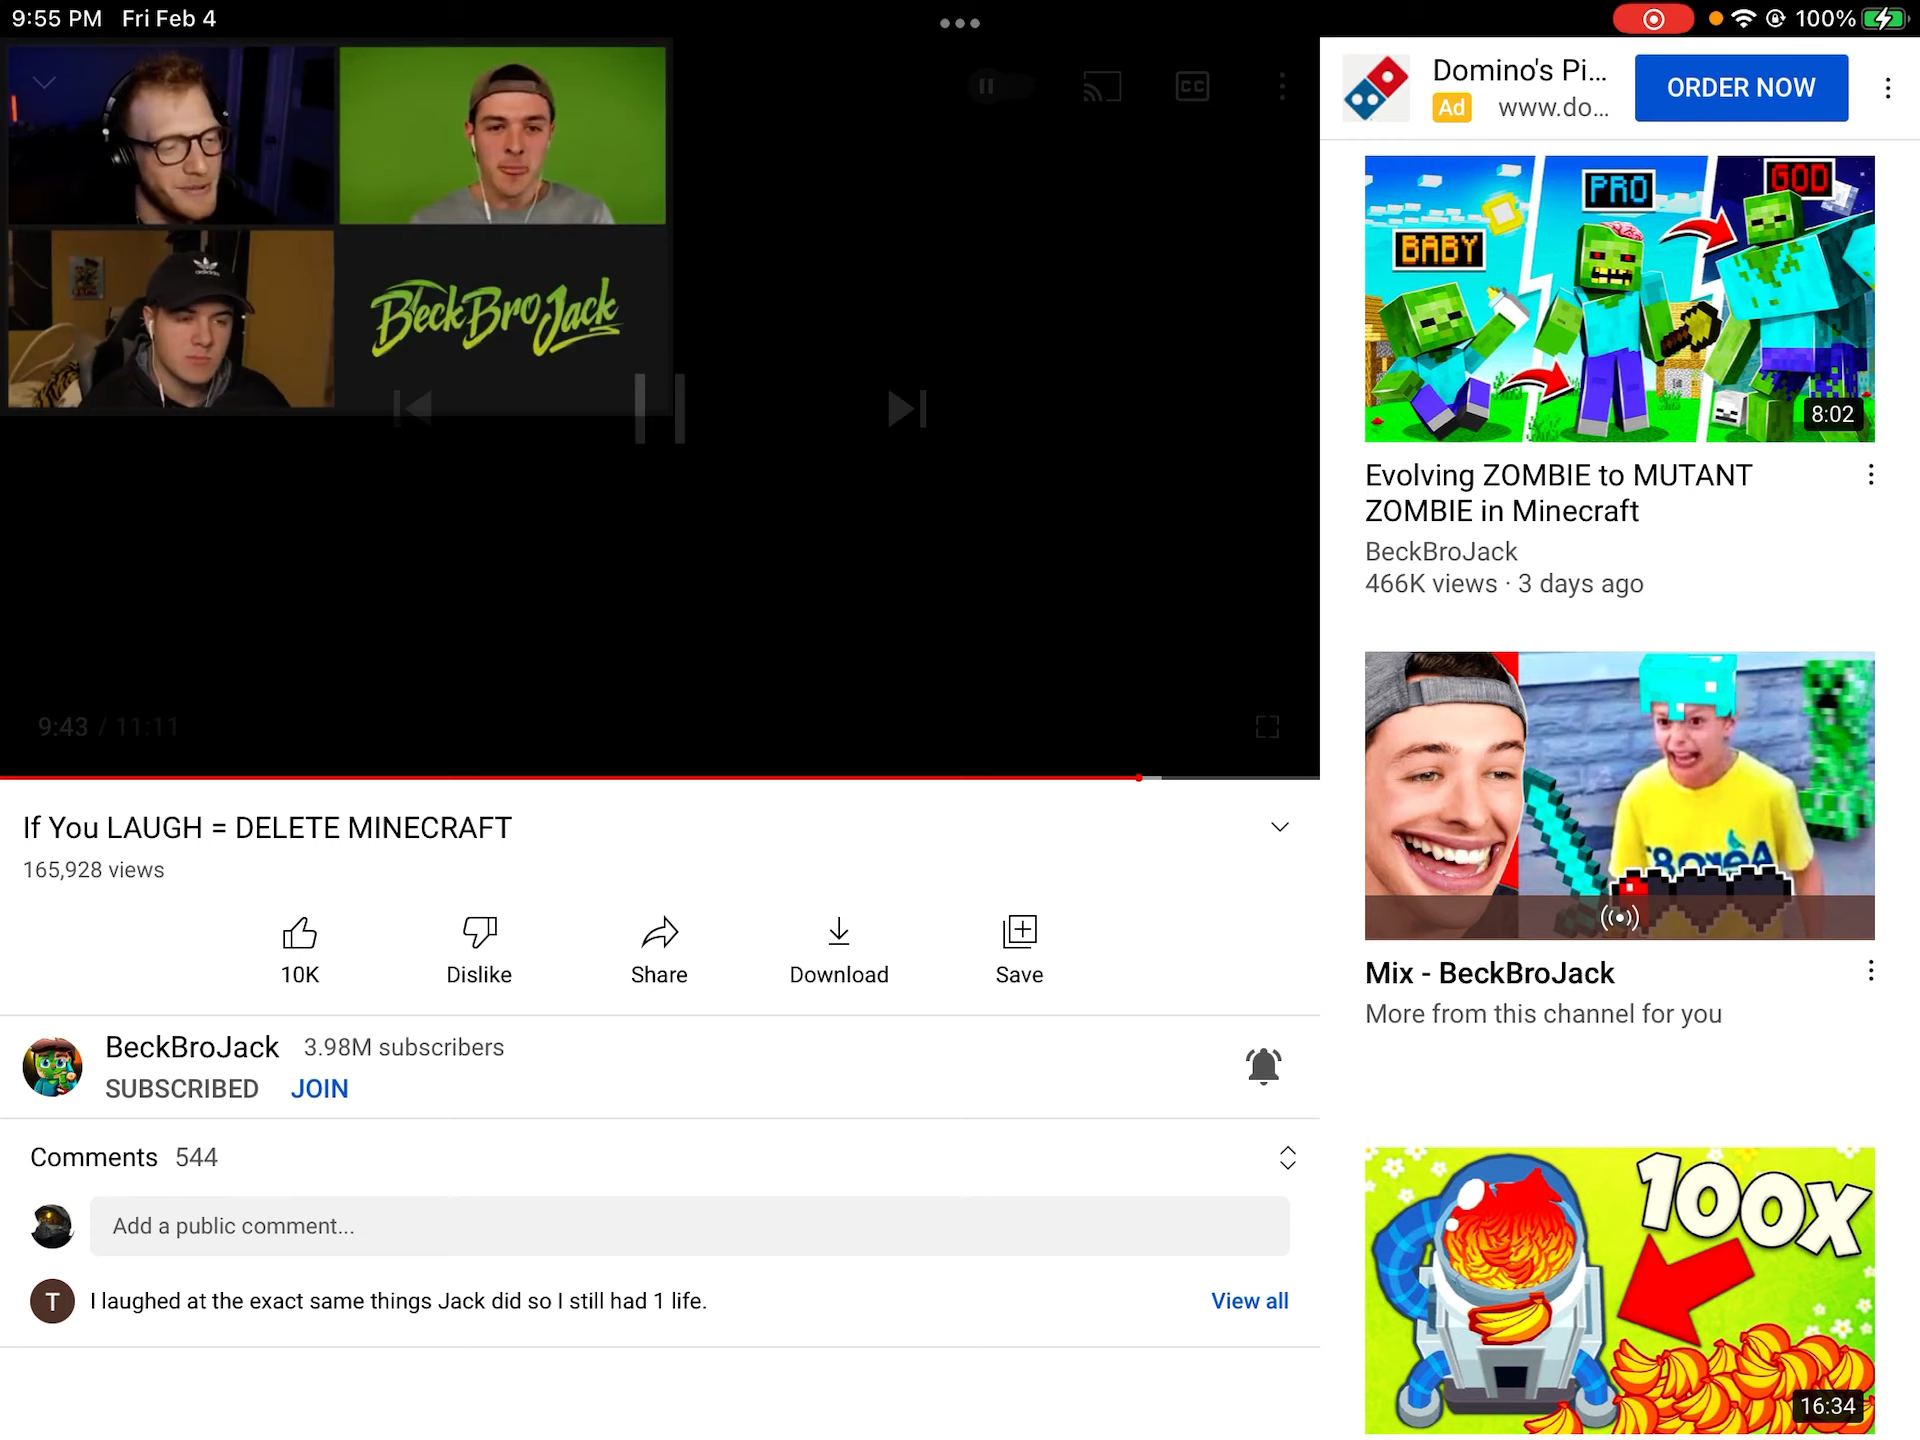 9:55 PM Fri Feb 4
100%
BeckBroJack
CC
9:43 / 11:11
If You LAUGH = DELETE MINECRAFT
165,928 views
10K
Dislike
Share
Download
Save
BeckBroJack 3.98M subscribers
SUBSCRIBED JOIN
Comments 544
Add a public comment...
T
I laughed at the exact same things Jack did so I still had 1 life.
View all
Domino's Pi...
Ad www.do...
ORDER NOW
BABY
PRO
GOD
8:02
Evolving ZOMBIE to MUTANT
ZOMBIE in Minecraft
BeckBroJack
466K views · 3 days ago
Mix - BeckBroJack
More from this channel for you
100X
16:34